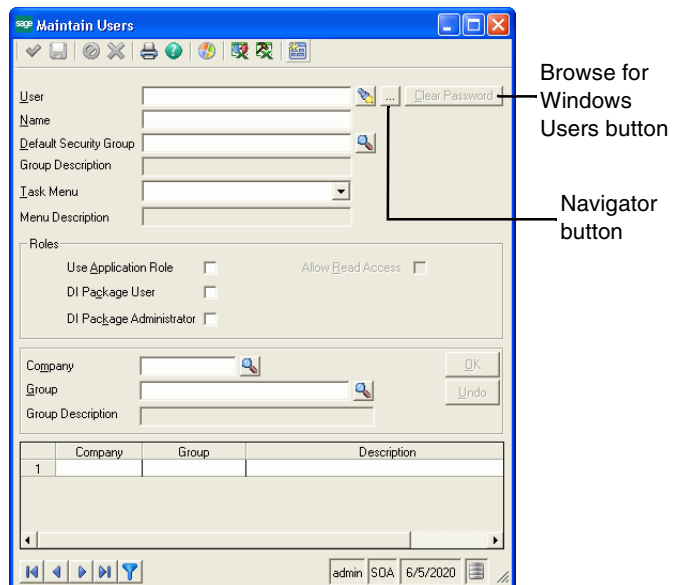 sage Maintain Users
User
...
Clear Password
Name
Default Security Group
Group Description
Task Menu
Menu Description
Roles
Use Application Role
Allow Read Access
DI Package User
DI Package Administrator
Company
OK
Group
Undo
Group Description
Company Group Description
1
admin SOA 6/5/2020
Browse for
Windows
Users button
Navigator
button